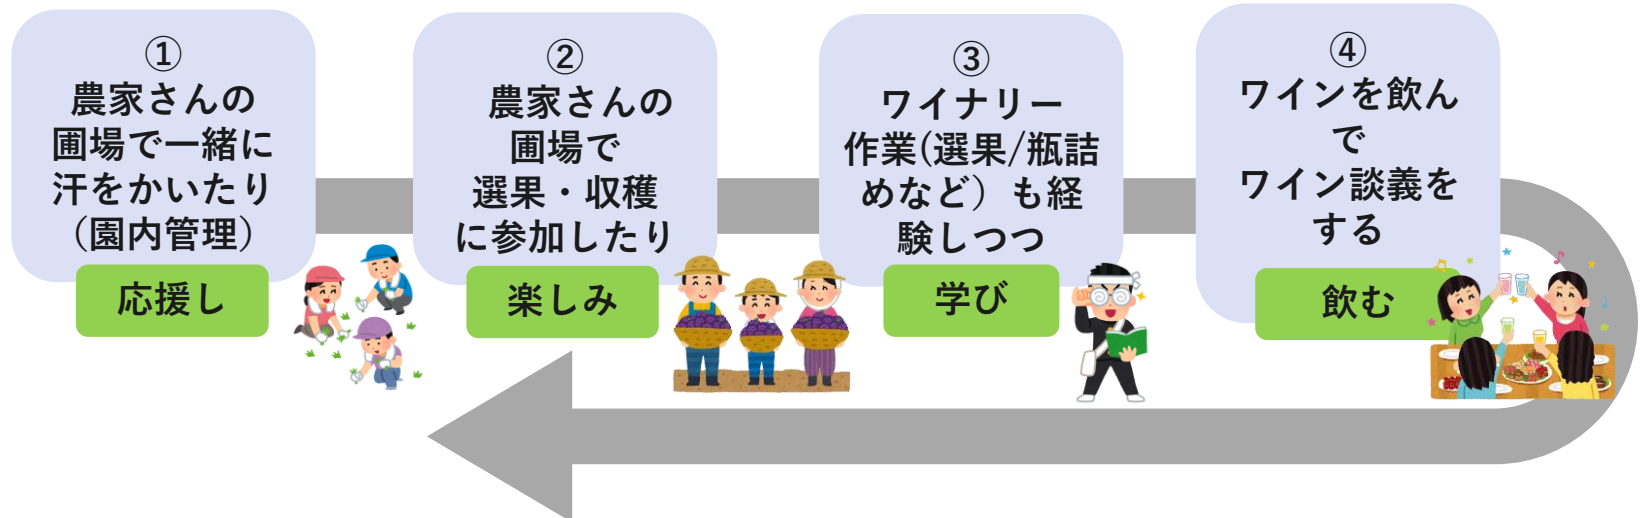 ①
農家さんの
圃場で一緒に
汗をかいたり
（園内管理）
応援し
②
農家さんの
圃場で
選果・収穫
に参加したり
楽しみ
③
ワイナリー
作業(選果/瓶詰
めなど）も経
験しつつ
学び
④
ワインを飲ん
で
ワイン談義を
する
飲む